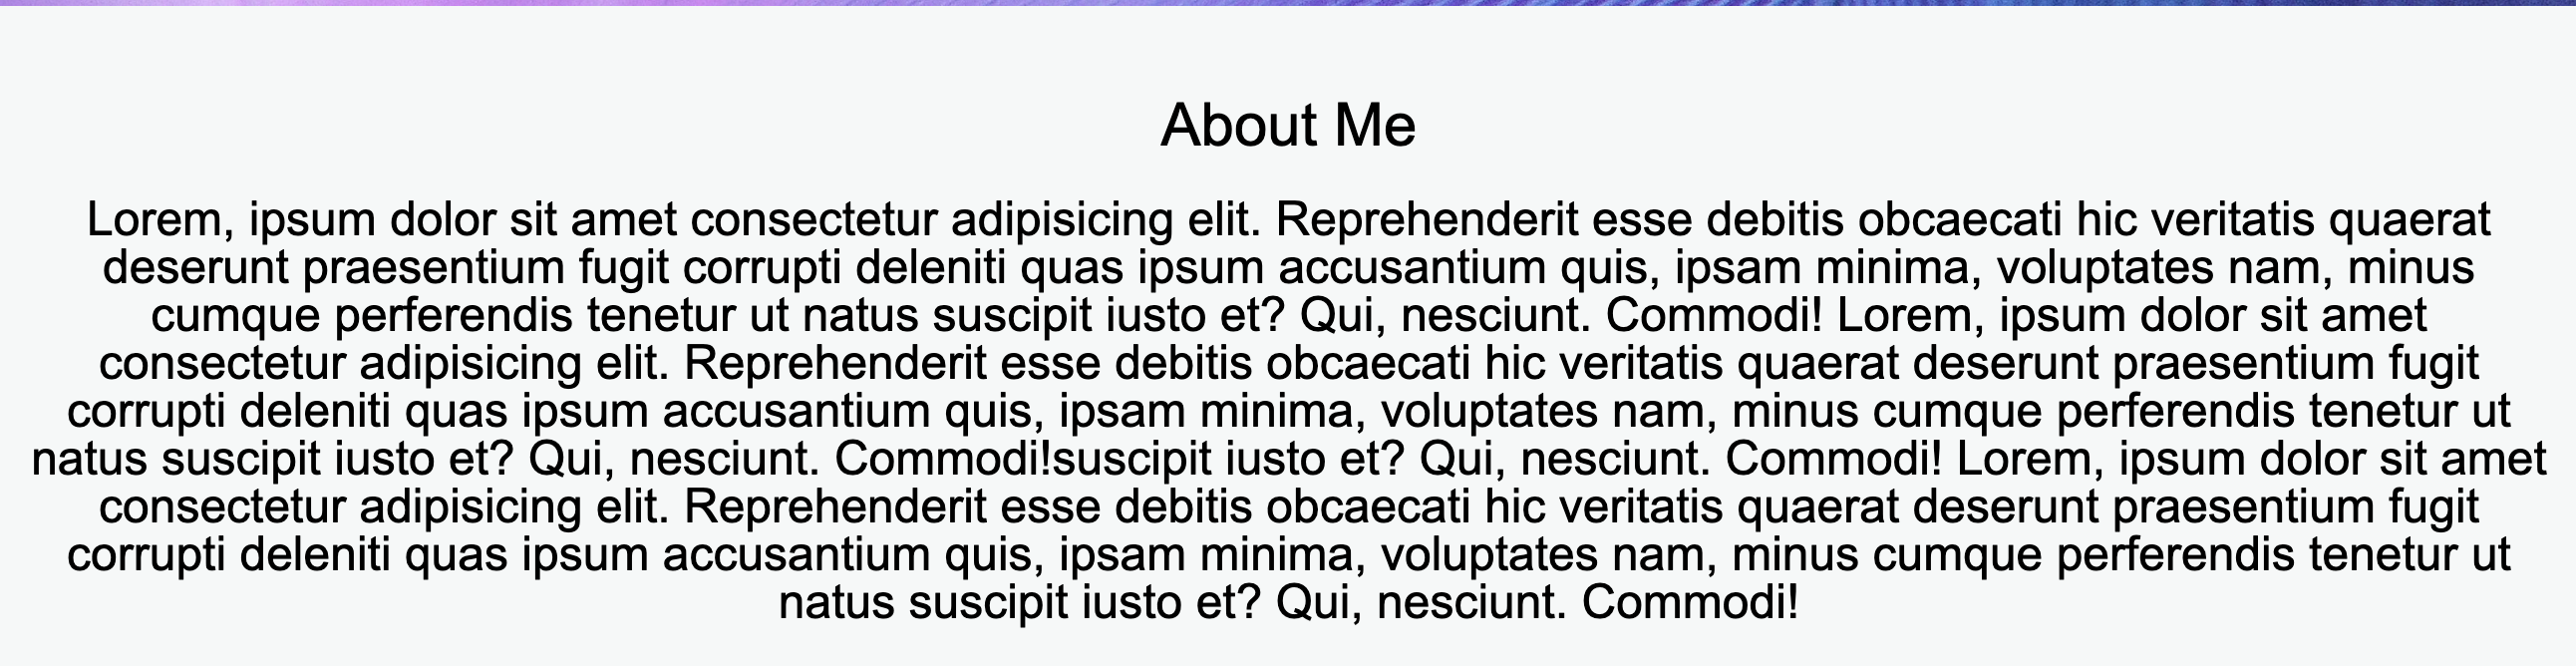 About Me
Lorem, ipsum dolor sit amet consectetur adipisicing elit. Reprehenderit esse debitis obcaecati hic veritatis quaerat
deserunt praesentium fugit corrupti deleniti quas ipsum accusantium quis, ipsam minima, voluptates nam, minus
cumque perferendis tenetur ut natus suscipit iusto et? Qui, nesciunt. Commodi! Lorem, ipsum dolor sit amet
consectetur adipisicing elit. Reprehenderit esse debitis obcaecati hic veritatis quaerat deserunt praesentium fugit
corrupti deleniti quas ipsum accusantium quis, ipsam minima, voluptates nam, minus cumque perferendis tenetur ut
natus suscipit iusto et? Qui, nesciunt. Commodi!suscipit iusto et? Qui, nesciunt. Commodi! Lorem, ipsum dolor sit amet
consectetur adipisicing elit. Reprehenderit esse debitis obcaecati hic veritatis quaerat deserunt praesentium fugit
corrupti deleniti quas ipsum accusantium quis, ipsam minima, voluptates nam, minus cumque perferendis tenetur ut
natus suscipit iusto et? Qui, nesciunt. Commodi!